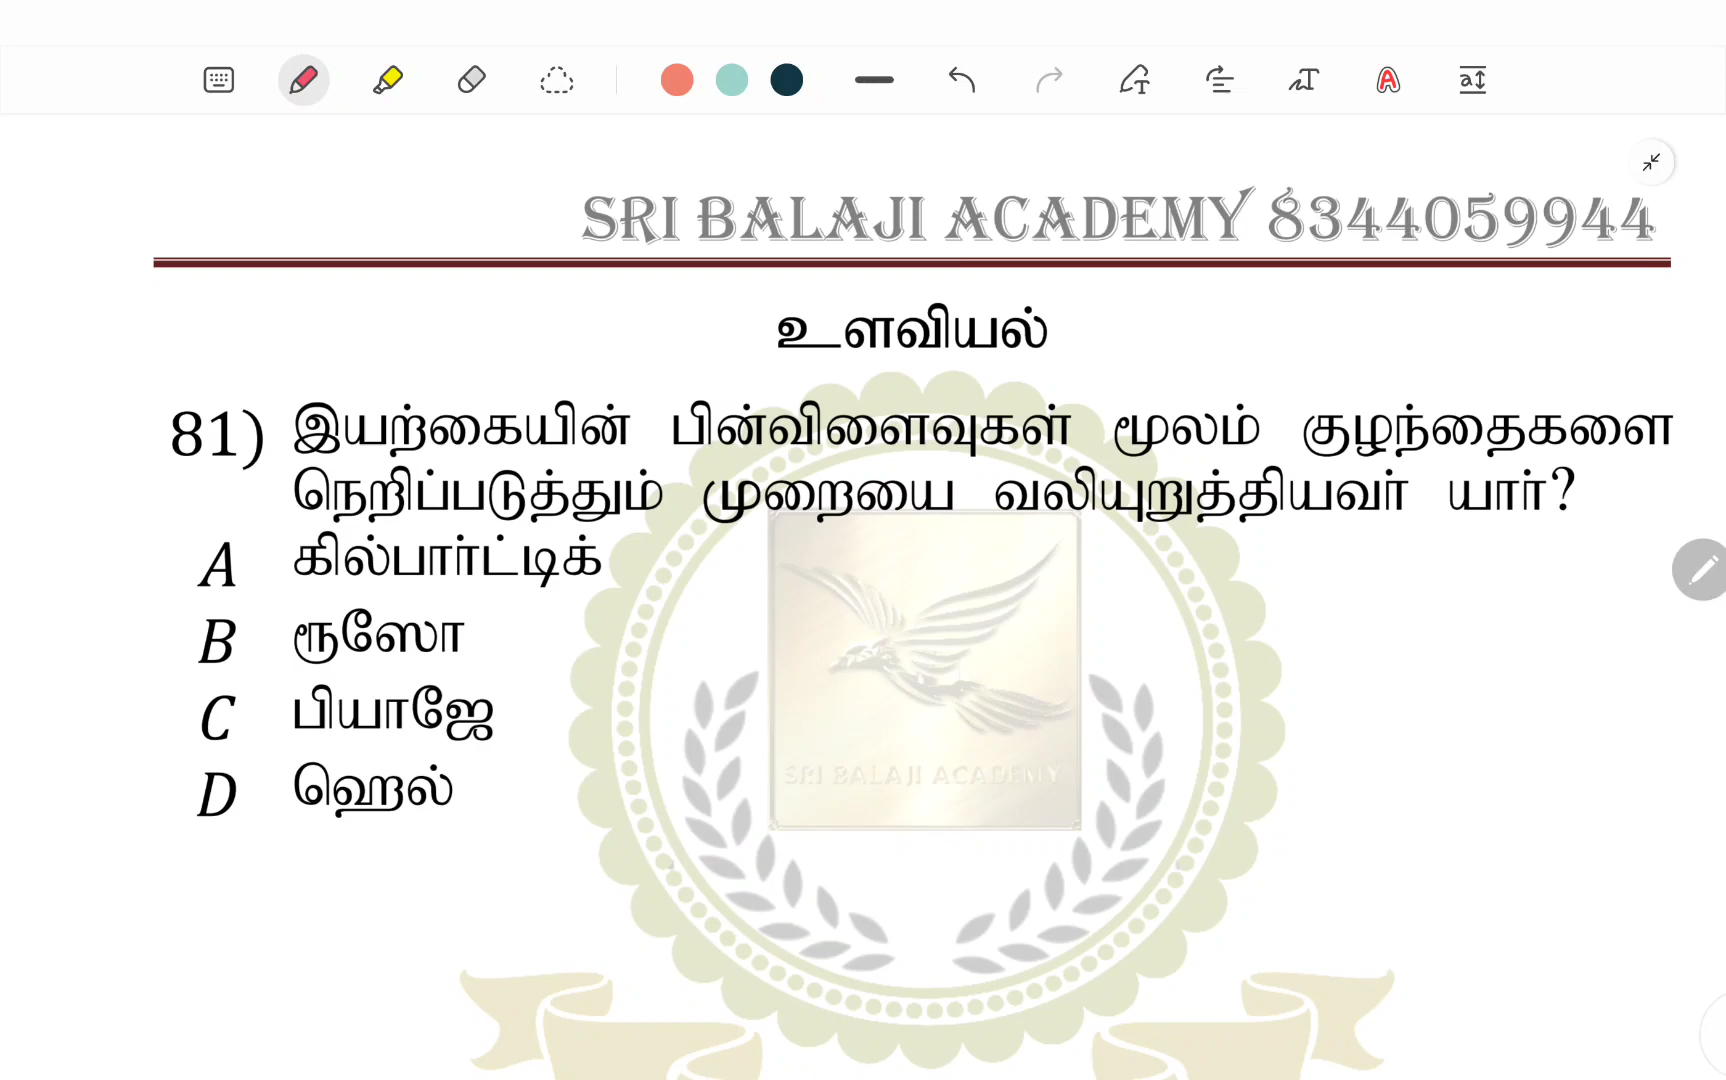 SRI BALAJI ACADEMY 8344059944
உளவியல்
81) இயற்கையின் பின்விளைவுகள் மூலம் குழந்தைகளை
நெறிப்படுத்தும் முறையை வலியுறுத்தியவர் யார்?
A கில்பார்ட்டிக்
B ரூஸோ
C பியாஜே
D ஹெல்
SRI BALAJI ACADEMY